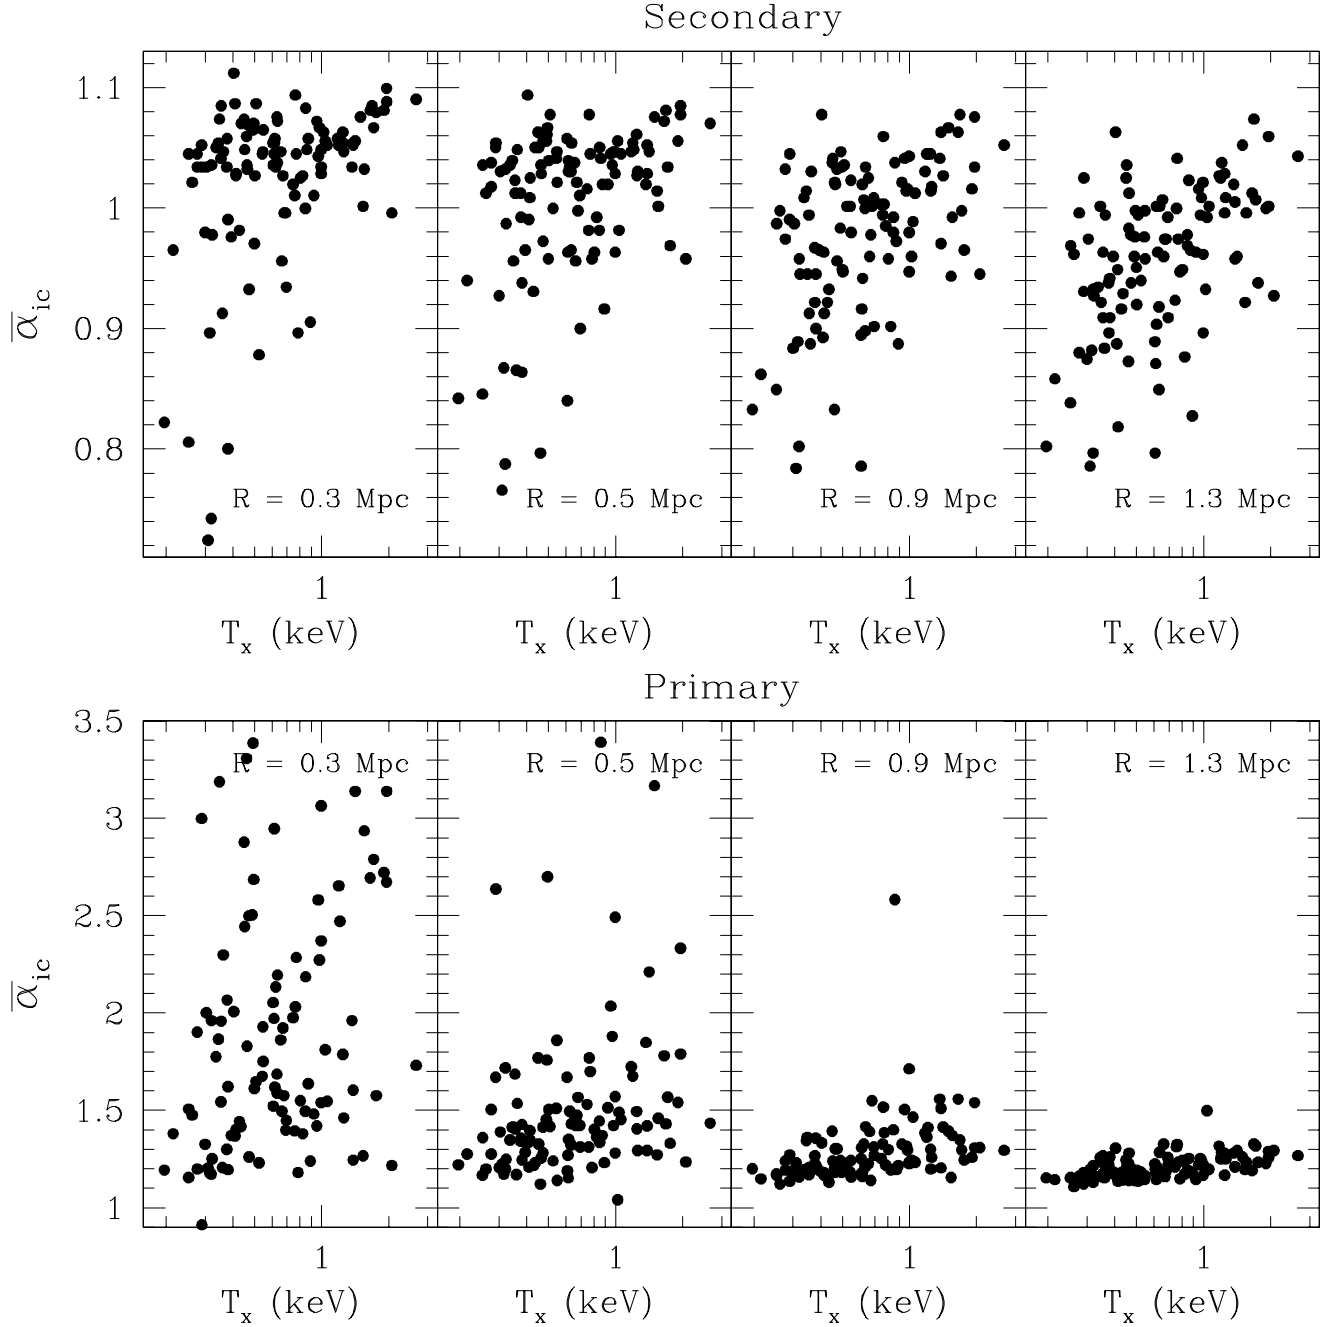 Secondary
1.1
1
0.9
0.8
α̅ic
R = 0.3 Mpc
R = 0.5 Mpc
R = 0.9 Mpc
R = 1.3 Mpc
1
1
1
1
Tx (keV)
Tx (keV)
Tx (keV)
Tx (keV)
Primary
3.5
3
2.5
2
1.5
1
α̅ic
R = 0.3 Mpc
R = 0.5 Mpc
R = 0.9 Mpc
R = 1.3 Mpc
1
1
1
1
Tx (keV)
Tx (keV)
Tx (keV)
Tx (keV)